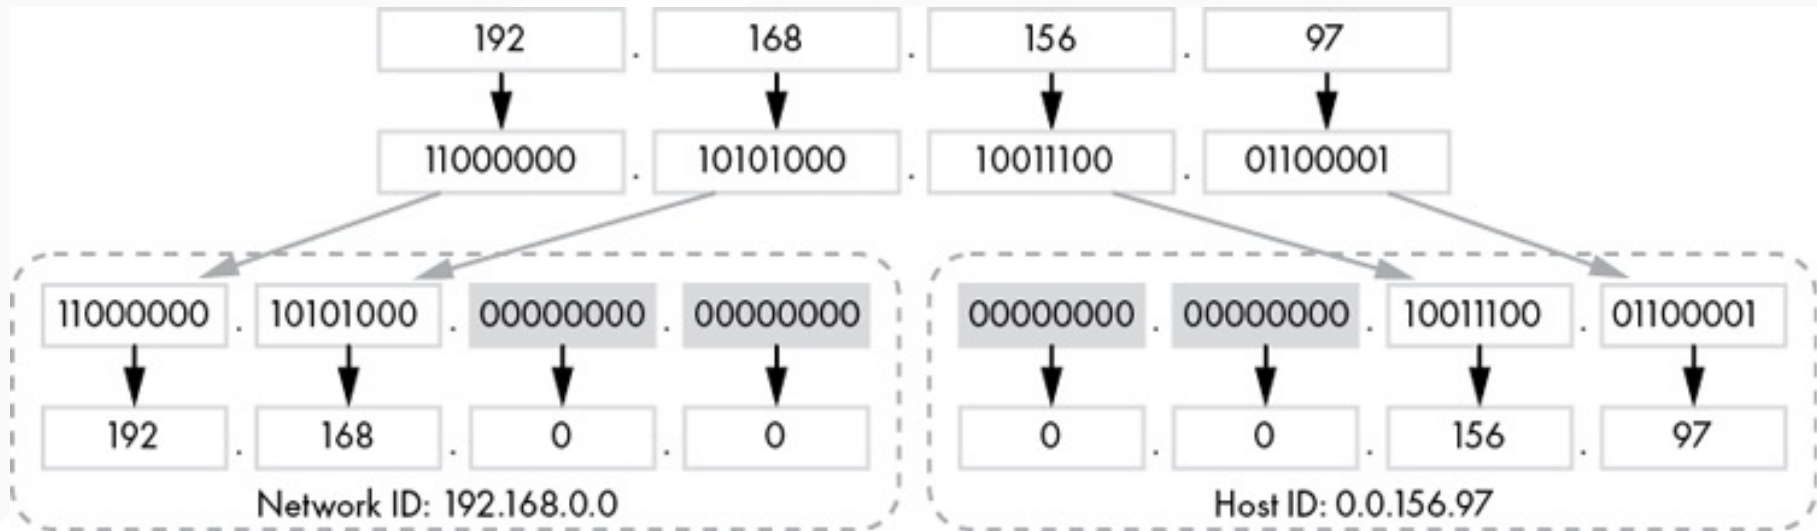 192 . 168 . 156 . 97
11000000 . 10101000 . 10011100 . 01100001
11000000 . 10101000 . 00000000 . 00000000
00000000 . 00000000 . 10011100 . 01100001
192 . 168 . 0 . 0
0 . 0 . 156 . 97
Network ID: 192.168.0.0
Host ID: 0.0.156.97